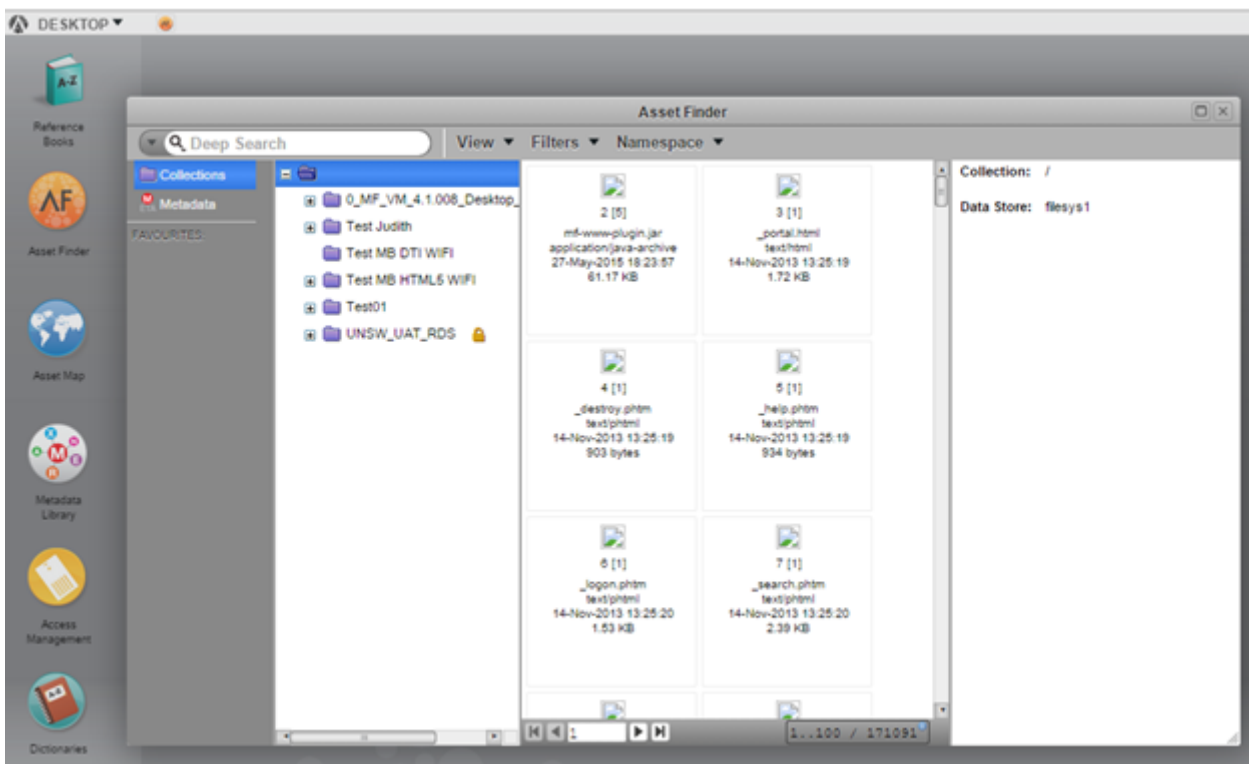 DESKTOP
A-Z
Reference
Books
AF
Asset Finder
Asset Map
M
Metadata
Library
Access
Management
A-Z
Dictionaries
Asset Finder
Deep Search
View
Filters
Namespace
Collections
Metadata
FAVOURITES:
0_MF_VM_4.1.008_Desktop_
Test Judith
Test MB DTI WIFI
Test MB HTML5 WIFI
Test01
UNSW_UAT_RDS
2 [5]
mf-www-plugin.jar
application/java-archive
27-May-2015 18:23:57
61.17 KB
3 [1]
_portal.html
text/html
14-Nov-2013 13:25:19
1.72 KB
4 [1]
_destroy.phtm
text/phtml
14-Nov-2013 13:25:19
903 bytes
5 [1]
_help.phtm
text/phtml
14-Nov-2013 13:25:19
934 bytes
6 [1]
_logon.phtm
text/phtml
14-Nov-2013 13:25:20
1.53 KB
7 [1]
_search.phtm
text/phtml
14-Nov-2013 13:25:20
2.39 KB
1
1..100 / 171091
Collection: /
Data Store: filesys1